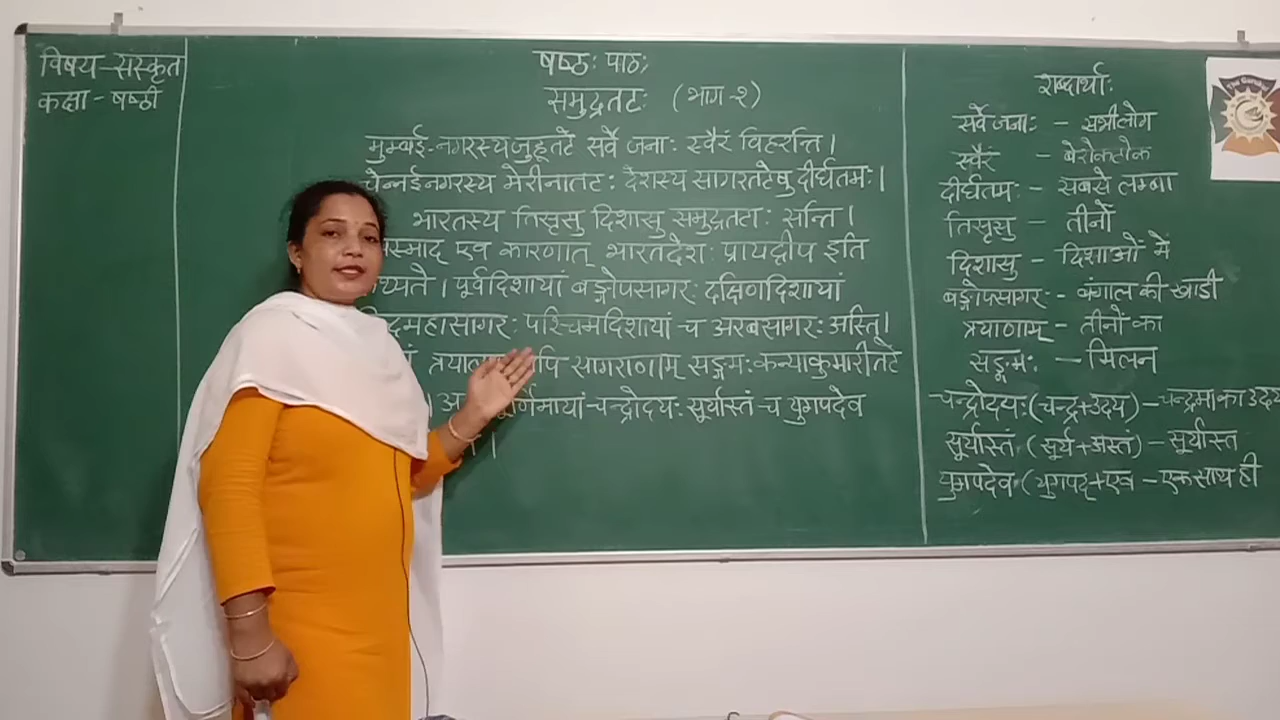 विषय-संस्कृत
कक्षा - षष्ठी
षष्ठः पाठः
समुद्रतटः (भाग-२)
मुम्बई-नगरस्य जुहूतटे सर्वे जनाः स्वैरं विहरन्ति।
चेन्नईनगरस्य मेरीनातटः देशस्य सागरतटेषु दीर्घतमः।
भारतस्य तिसृसु दिशासु समुद्रतटाः सन्ति।
स्माद् एव कारणात् भारतदेशः प्रायद्वीप इति
थ्यते। पूर्वदिशायां बङ्गोपसागरः दक्षिणदिशायां
महासागरः पश्चिमदिशायां च अरबसागरः अस्ति।
पि सागराणाम् सङ्गमः कन्याकुमारीतटे
। पूर्णिमायां चन्द्रोदयः सूर्यास्तं च युगपदेव
।
शब्दार्थाः
सर्वे जनाः - सभी लोग
स्वैरं - बेरोकटोक
दीर्घतमः - सबसे लम्बा
तिसृसु - तीनों
दिशासु - दिशाओं में
बङ्गोपसागरः - बंगाल की खाडी
त्रयाणाम् - तीनों का
सङ्गमः - मिलन
चन्द्रोदयः (चन्द्र+उदय) - चन्द्रमा का उदय
सूर्यास्तं (सूर्य+अस्त) - सूर्यास्त
युगपदेव (युगपद्+एव - एक साथ ही